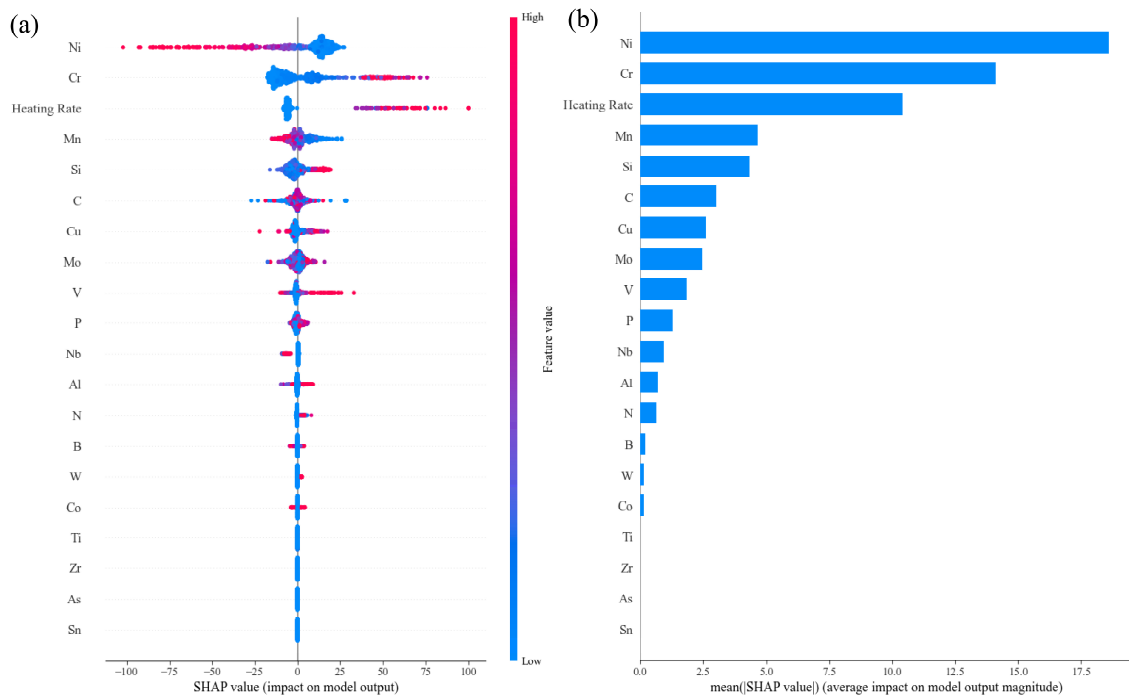 (a)
High
Ni
Cr
Heating Rate
Mn
Si
C
Cu
Mo
V
P
Nb
Al
N
B
W
Co
Ti
Zr
As
Sn
Feature value
Low
−100 −75 −50 −25 0 25 50 75 100
SHAP value (impact on model output)
(b)
Ni
Cr
Heating Rate
Mn
Si
C
Cu
Mo
V
P
Nb
Al
N
B
W
Co
Ti
Zr
As
Sn
0.0 2.5 5.0 7.5 10.0 12.5 15.0 17.5
mean(|SHAP value|) (average impact on model output magnitude)